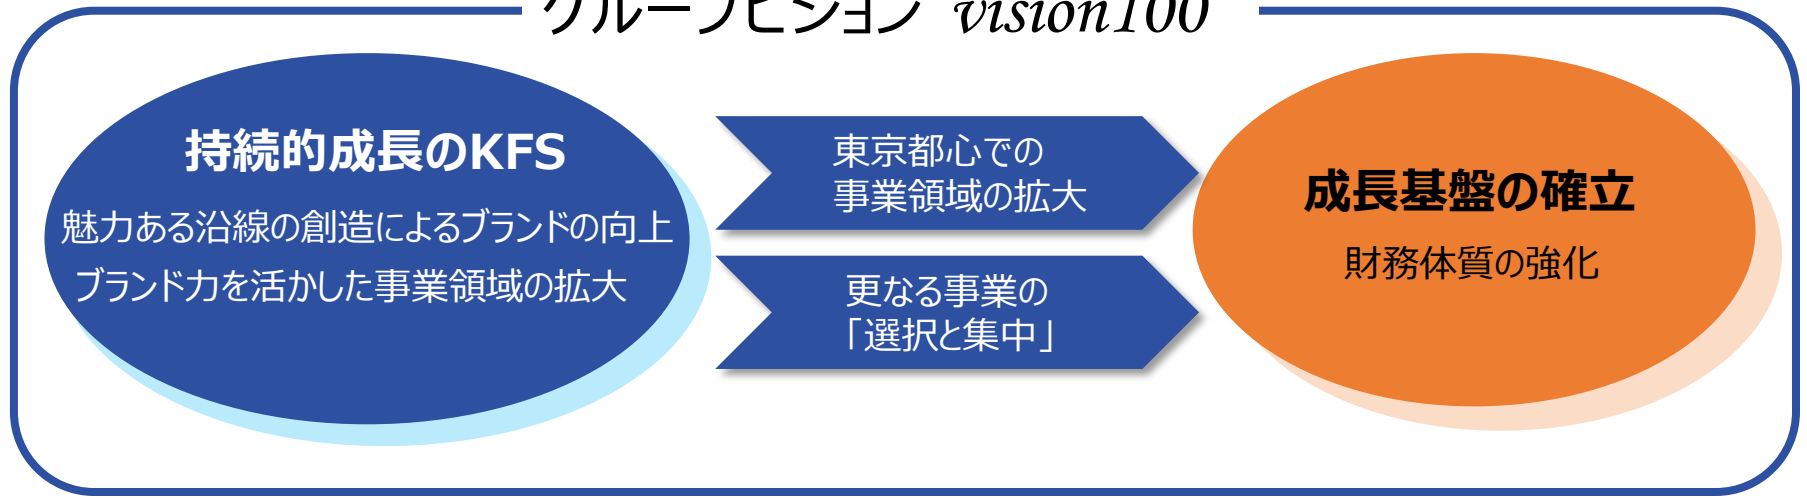 グループビジョン vision100
持続的成長のKFS
魅力ある沿線の創造によるブランドの向上
ブランド力を活かした事業領域の拡大
東京都心での
事業領域の拡大
更なる事業の
「選択と集中」
成長基盤の確立
財務体質の強化